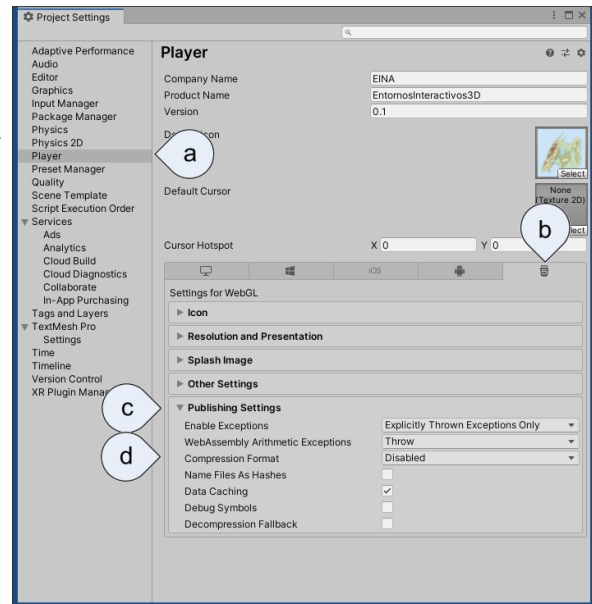 Project Settings
Adaptive Performance
Audio
Editor
Graphics
Input Manager
Package Manager
Physics
Physics 2D
Player
Preset Manager
Quality
Scene Template
Script Execution Order
Services
Ads
Analytics
Cloud Build
Cloud Diagnostics
Collaborate
In-App Purchasing
Tags and Layers
TextMesh Pro
Settings
Time
Timeline
Version Control
XR Plugin
Player
Company Name EINA
Product Name EntornosInteractivos3D
Version 0.1
a
Select
Default Cursor
None
(Texture 2D)
b
Cursor Hotspot X 0 Y 0
iOS
Settings for WebGL
Icon
Resolution and Presentation
Splash Image
Other Settings
c
Publishing Settings
Enable Exceptions Explicitly Thrown Exceptions Only
WebAssembly Arithmetic Exceptions Throw
d
Compression Format Disabled
Name Files As Hashes
Data Caching
Debug Symbols
Decompression Fallback